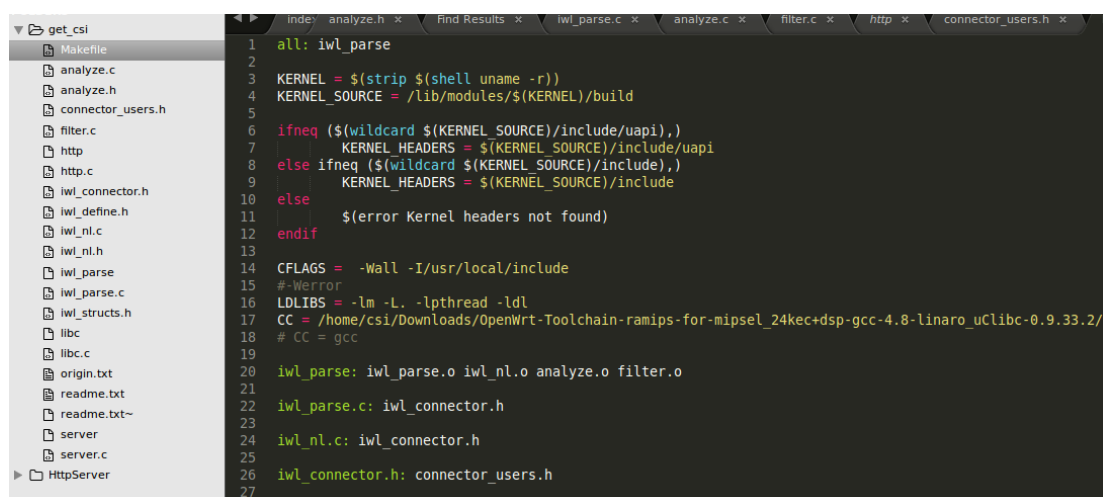 get_csi
Makefile
analyze.c
analyze.h
connector_users.h
filter.c
http
http.c
iwl_connector.h
iwl_define.h
iwl_nl.c
iwl_nl.h
iwl_parse
iwl_parse.c
iwl_structs.h
libc
libc.c
origin.txt
readme.txt
readme.txt~
server
server.c
HttpServer
index analyze.h × Find Results × iwl_parse.c × analyze.c × filter.c × http × connector_users.h ×
1 all: iwl_parse
2
3 KERNEL = $(strip $(shell uname -r))
4 KERNEL_SOURCE = /lib/modules/$(KERNEL)/build
5
6 ifneq ($(wildcard $(KERNEL_SOURCE)/include/uapi),)
7 KERNEL_HEADERS = $(KERNEL_SOURCE)/include/uapi
8 else ifneq ($(wildcard $(KERNEL_SOURCE)/include),)
9 KERNEL_HEADERS = $(KERNEL_SOURCE)/include
10 else
11 $(error Kernel headers not found)
12 endif
13
14 CFLAGS = -Wall -I/usr/local/include
15 #-Werror
16 LDLIBS = -lm -L. -lpthread -ldl
17 CC = /home/csi/Downloads/OpenWrt-Toolchain-ramips-for-mipsel_24kec+dsp-gcc-4.8-linaro_uClibc-0.9.33.2/
18 # CC = gcc
19
20 iwl_parse: iwl_parse.o iwl_nl.o analyze.o filter.o
21
22 iwl_parse.c: iwl_connector.h
23
24 iwl_nl.c: iwl_connector.h
25
26 iwl_connector.h: connector_users.h
27